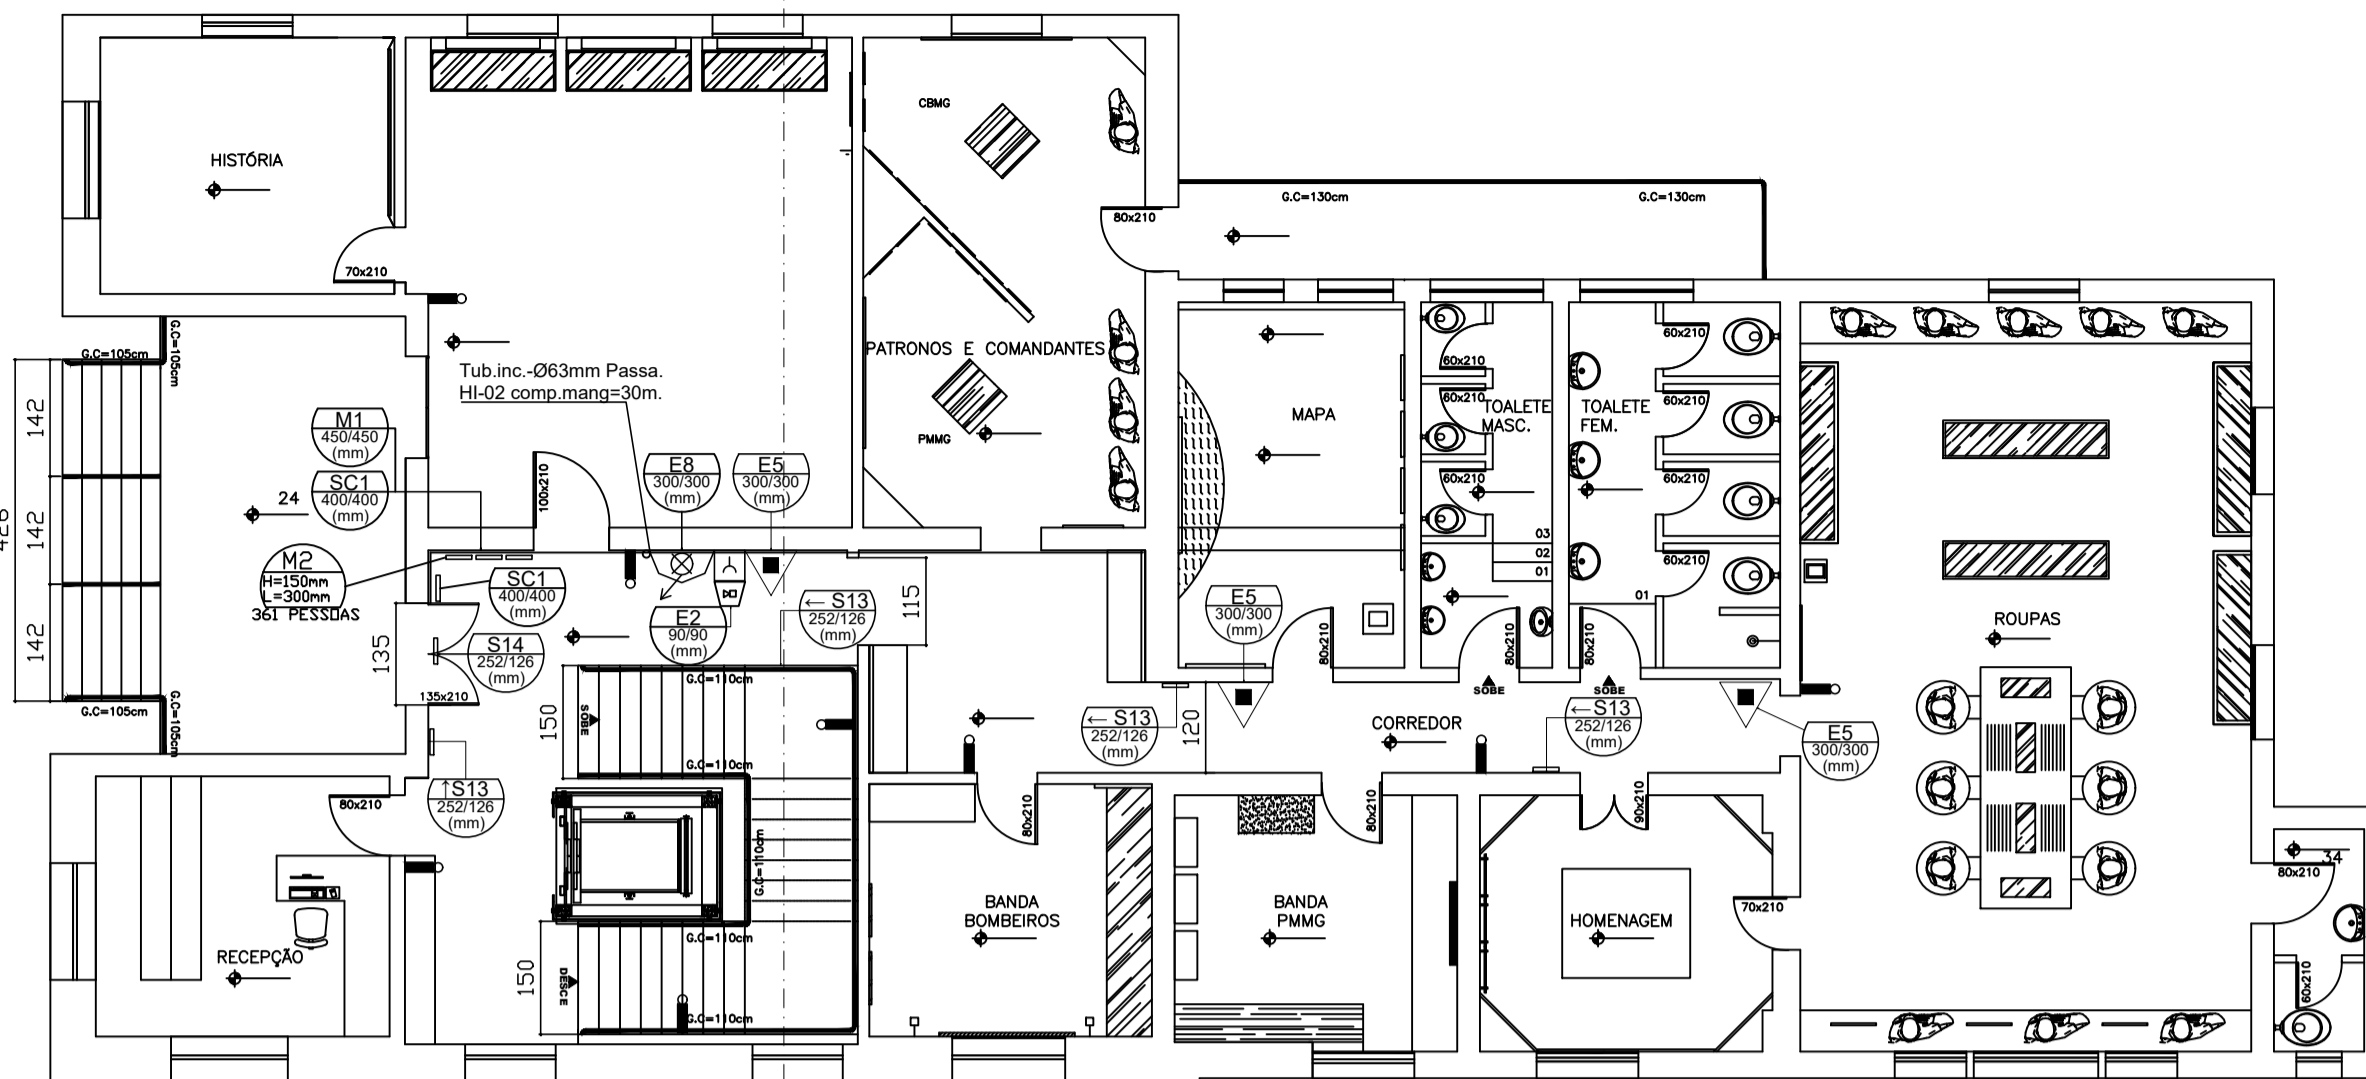 HISTÓRIA
70x210
G.C=105cm
G.C=105cm
142
142
142
426
24
M1
450/450
(mm)
SC1
400/400
(mm)
M2
H=150mm
L=300mm
361 PESSOAS
SC1
400/400
(mm)
S14
252/126
(mm)
135
135x210
G.C=105cm
G.C=105cm
↑S13
252/126
(mm)
80x210
RECEPÇÃO
Tub.inc.-Ø63mm Passa.
HI-02 comp.mang=30m.
100x210
E8
300/300
(mm)
E5
300/300
(mm)
E2
90/90
(mm)
← S13
252/126
(mm)
115
G.C=110cm
150
SOBE
G.C=110cm
G.C=110cm
G.C=110cm
150
DESCE
G.C=110cm
CBMG
PATRONOS E COMANDANTES
PMMG
80x210
G.C=130cm
G.C=130cm
MAPA
E5
300/300
(mm)
80x210
← S13
252/126
(mm)
120
CORREDOR
TOALETE
MASC.
60x210
60x210
60x210
03
02
01
80x210
SOBE
TOALETE
FEM.
60x210
60x210
60x210
60x210
01
80x210
SOBE
← S13
252/126
(mm)
E5
300/300
(mm)
ROUPAS
80x210
BANDA
BOMBEIROS
80x210
BANDA
PMMG
90x210
HOMENAGEM
70x210
34
80x210
60x210